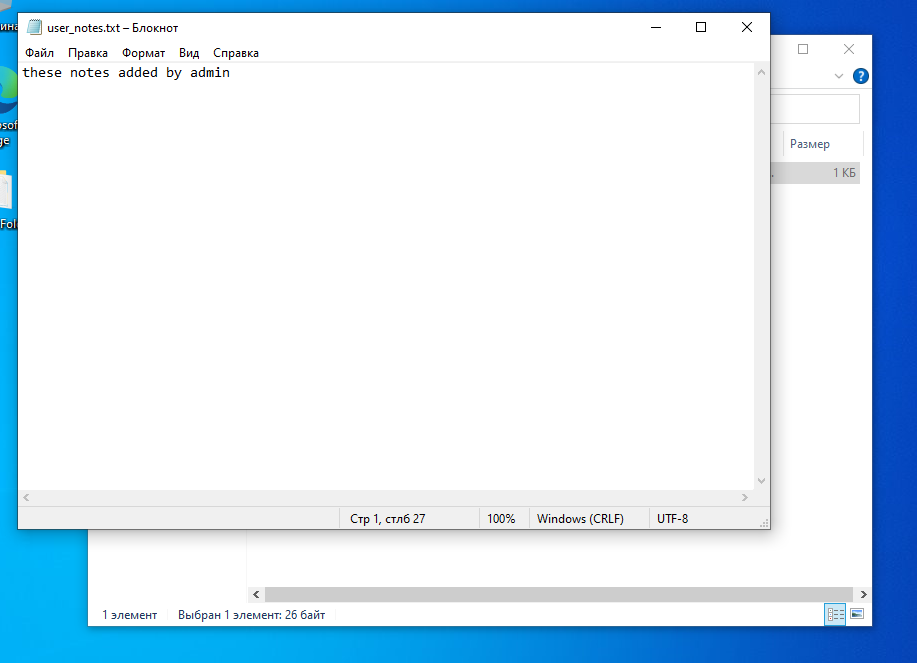 user_notes.txt – Блокнот
Файл Правка Формат Вид Справка
these notes added by admin
Размер
1 КБ
Стр 1, стлб 27 100% Windows (CRLF) UTF-8
1 элемент Выбран 1 элемент: 26 байт